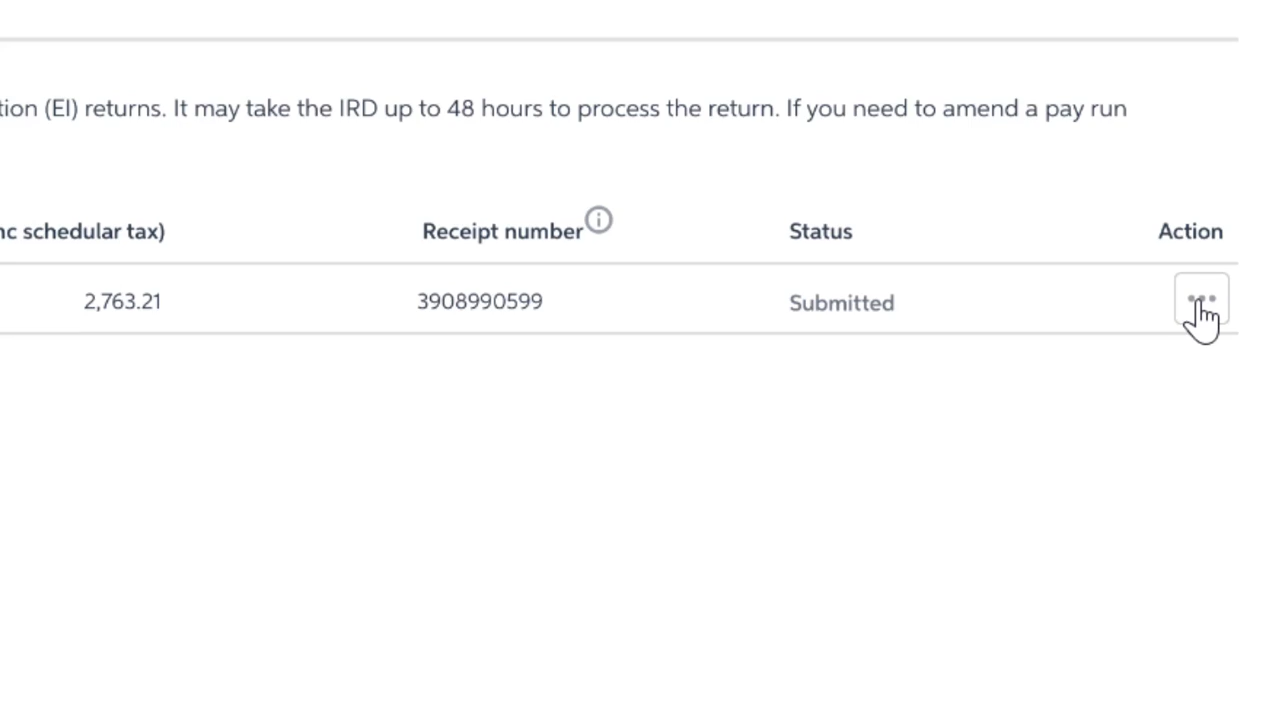 tion (EI) returns. It may take the IRD up to 48 hours to process the return. If you need to amend a pay run
nc schedular tax) Receipt number Status Action
2,763.21 3908990599 Submitted